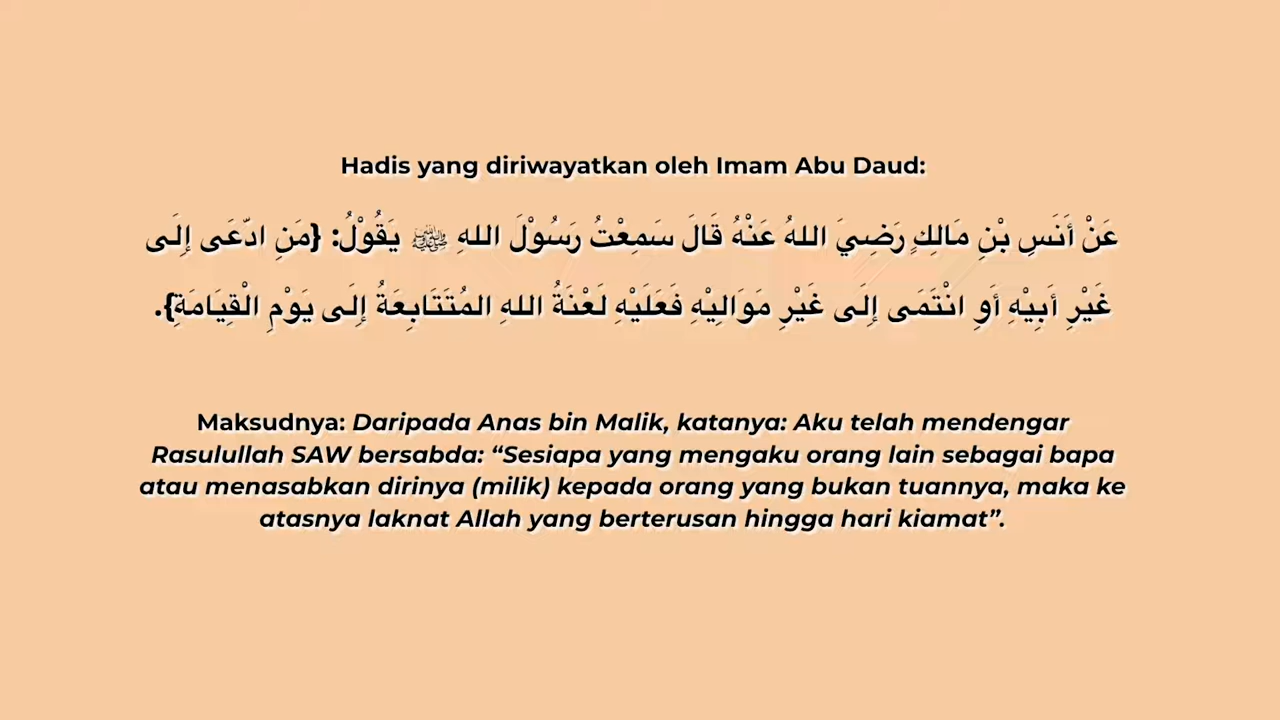 Hadis yang diriwayatkan oleh Imam Abu Daud:
عَنْ أَنَسِ بْنِ مَالِكٍ رَضِيَ اللهُ عَنْهُ قَالَ سَمِعْتُ رَسُوْلَ اللهِ ﷺ يَقُوْلُ: {مَنِ ادّعَى إِلَى
غَيْرِ أَبِيْهِ أَوِ انْتَمَى إِلَى غَيْرِ مَوَالِيْهِ فَعَلَيْهِ لَعْنَةُ اللهِ المُتَتَابِعَةُ إِلَى يَوْمِ الْقِيَامَةِ}.
Maksudnya: Daripada Anas bin Malik, katanya: Aku telah mendengar
Rasulullah SAW bersabda: “Sesiapa yang mengaku orang lain sebagai bapa
atau menasabkan dirinya (milik) kepada orang yang bukan tuannya, maka ke
atasnya laknat Allah yang berterusan hingga hari kiamat”.